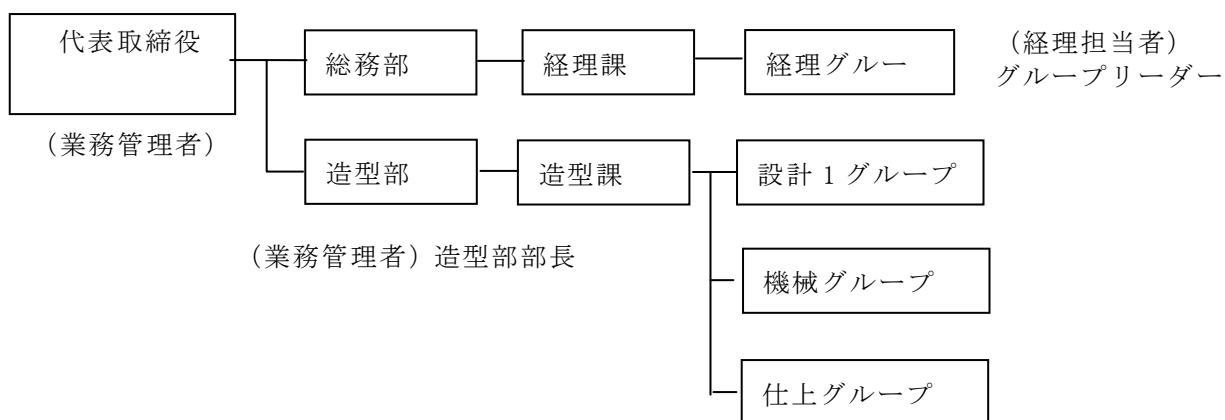 代表取締役
総務部
経理課
経理グルー
（経理担当者）
グループリーダー
（業務管理者）
造型部
造型課
設計1グループ
（業務管理者）造型部部長
機械グループ
仕上グループ